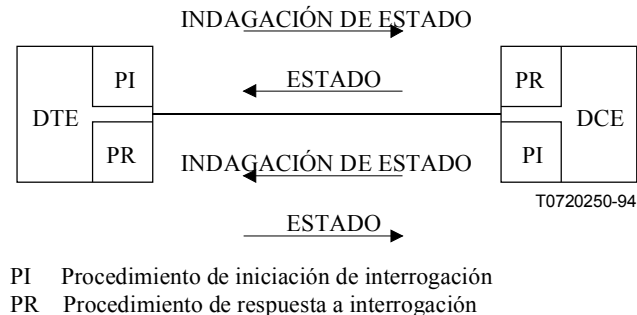 INDAGACIÓN DE ESTADO
PI
ESTADO
PR
DTE
DCE
PR
INDAGACIÓN DE ESTADO
PI
T0720250-94
ESTADO
PI Procedimiento de iniciación de interrogación
PR Procedimiento de respuesta a interrogación